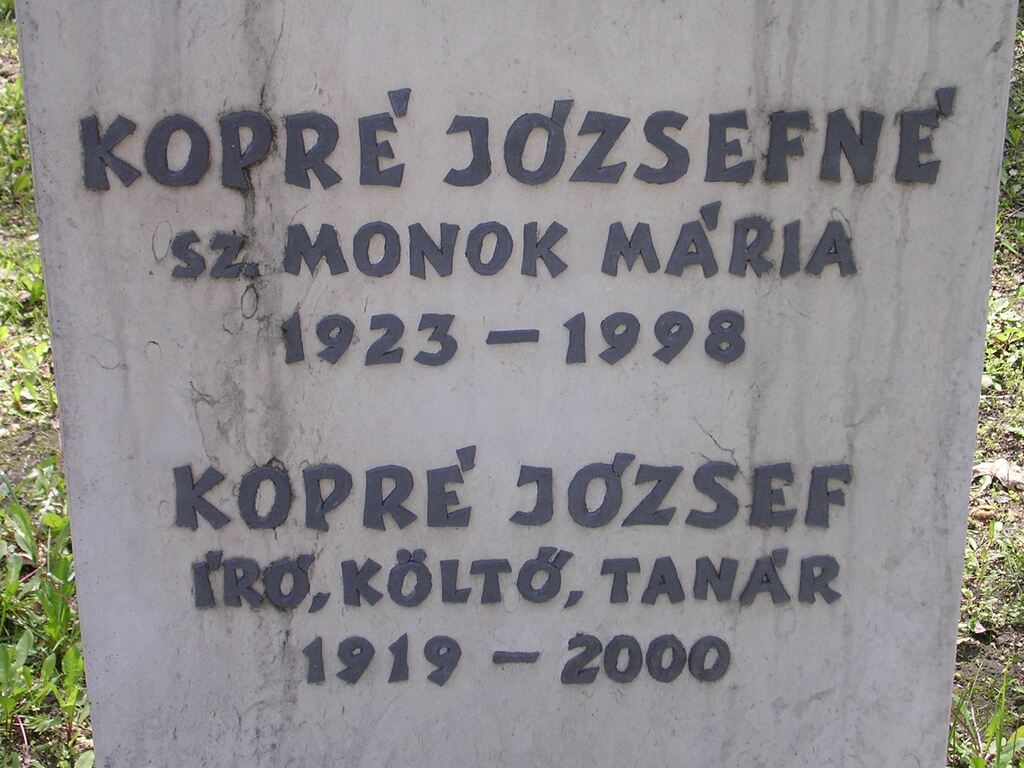 KOPRÉ JÓZSEFNÉ
SZ. MONOK MÁRIA
1923 – 1998
KOPRÉ JÓZSEF
ÍRÓ, KÖLTŐ, TANÁR
1919 – 2000